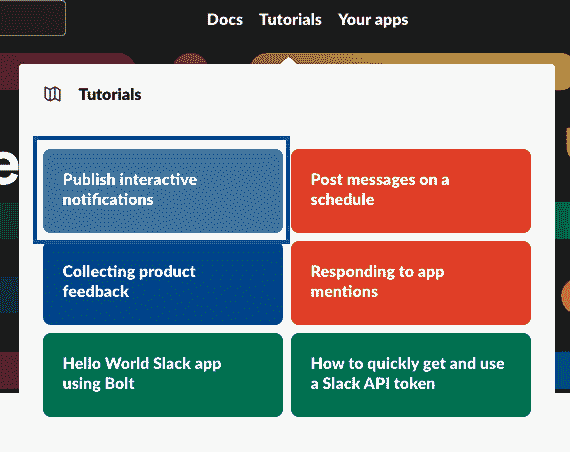 Docs Tutorials Your apps
Tutorials
Publish interactive
notifications
Post messages on a
schedule
Collecting product
feedback
Responding to app
mentions
Hello World Slack app
using Bolt
How to quickly get and use
a Slack API token